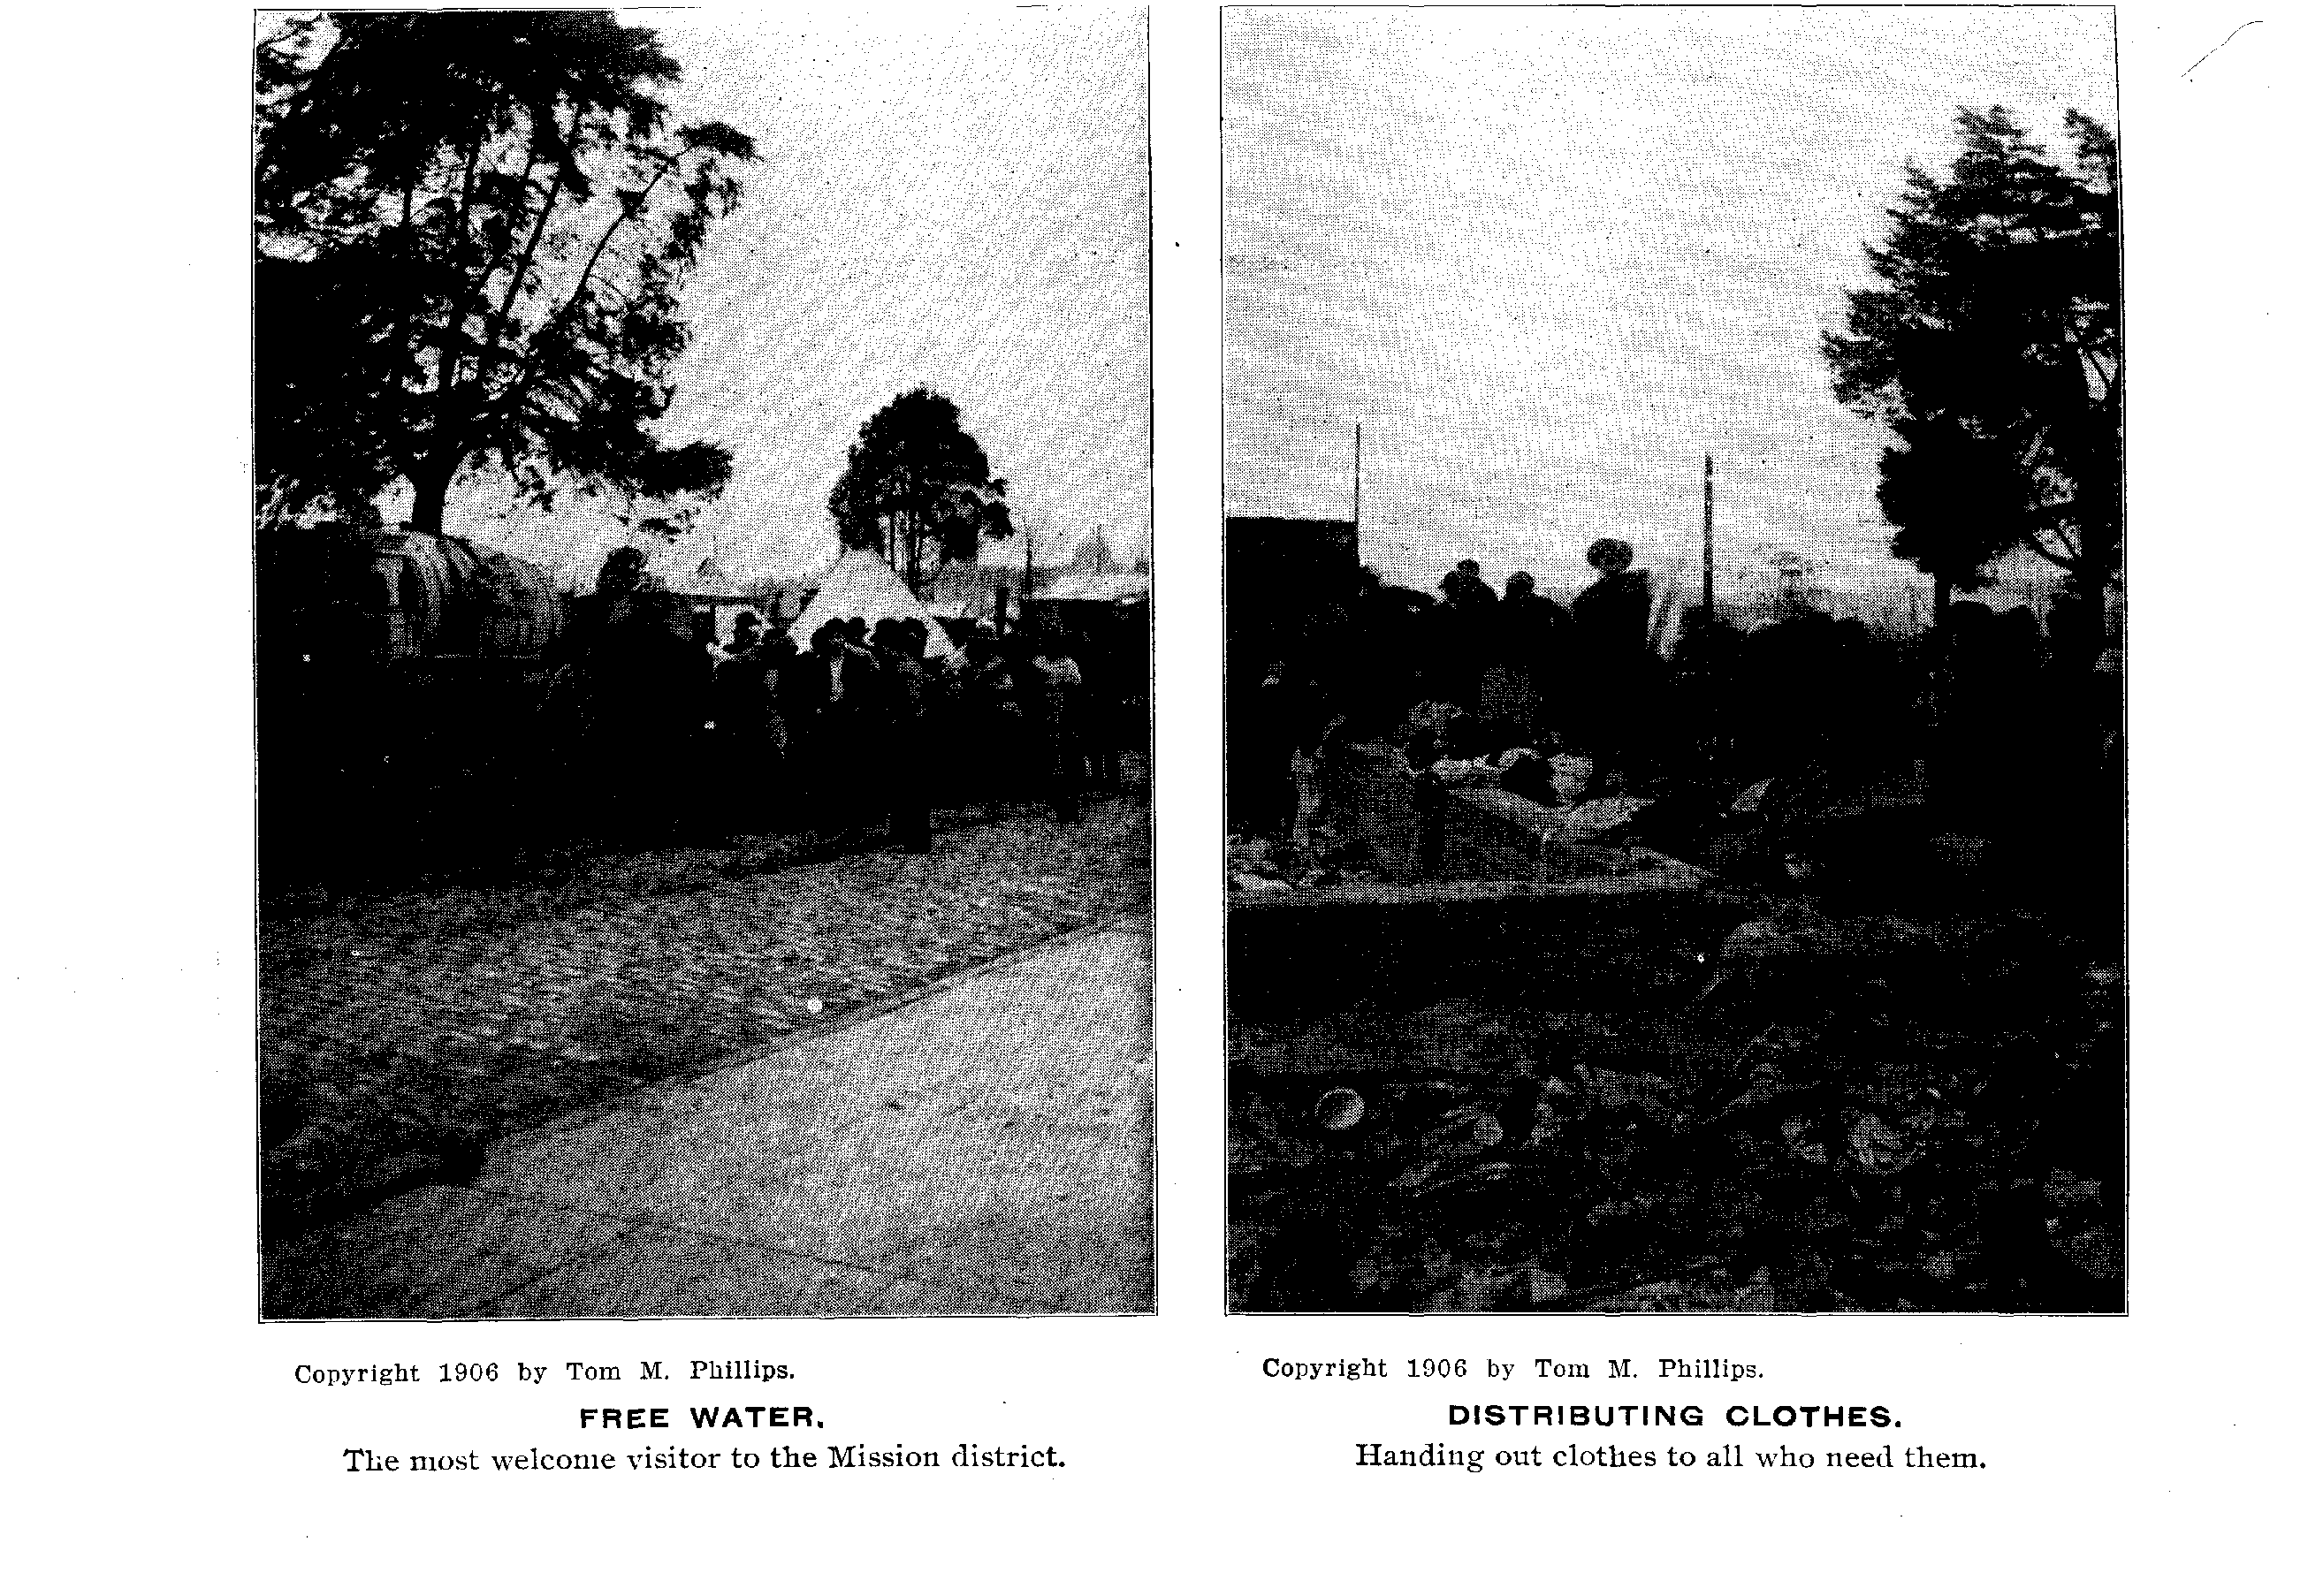 Copyright 1906 by Tom M. Phillips.
FREE WATER.
The most welcome visitor to the Mission district.
Copyright 1906 by Tom M. Phillips.
DISTRIBUTING CLOTHES.
Handing out clothes to all who need them.